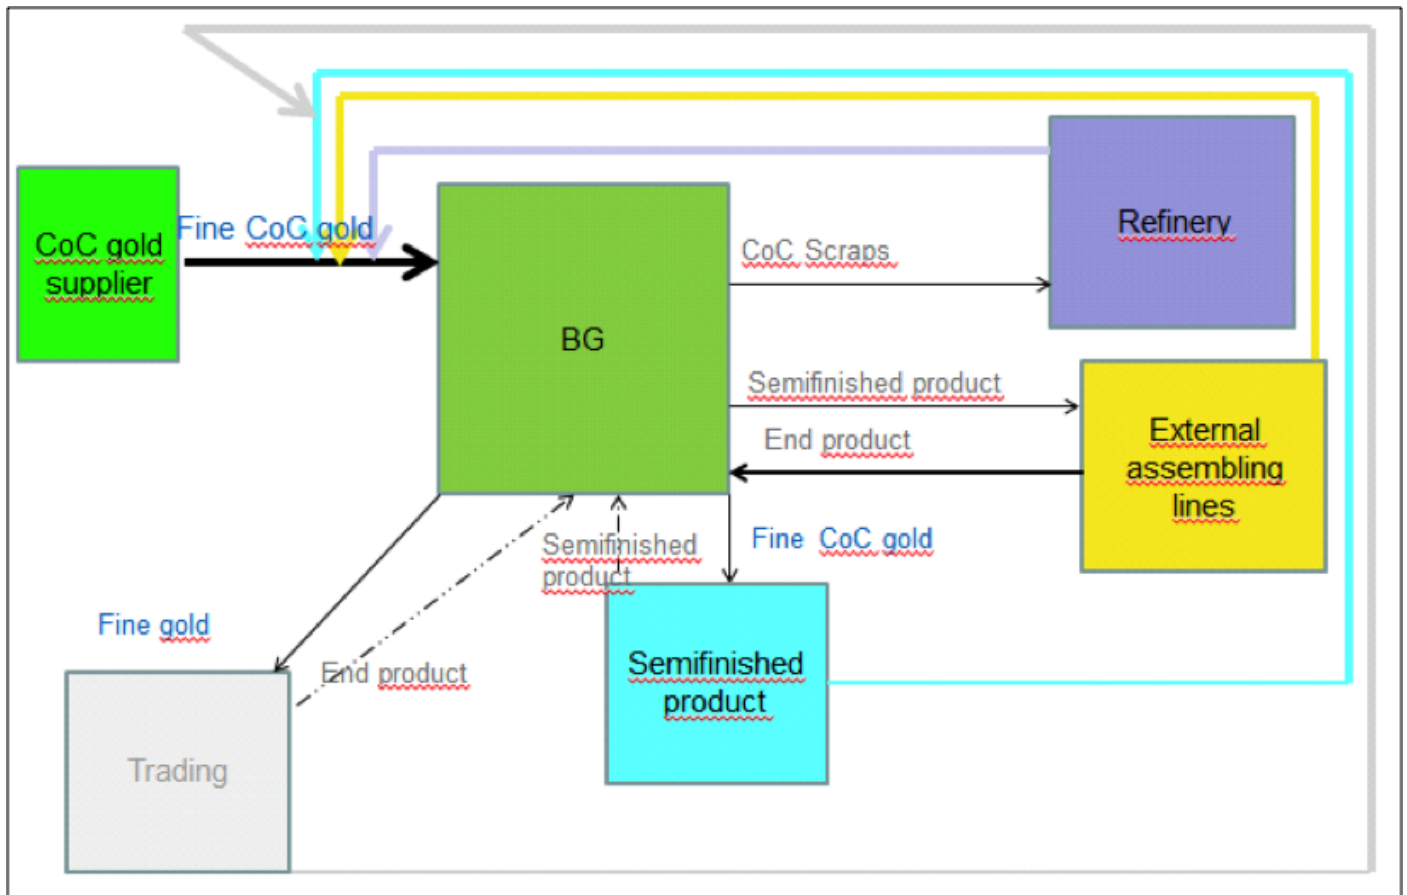 Fine CoC gold
CoC gold
supplier
Refinery
CoC Scraps
BG
Semifinished product
End product
External
assembling
lines
Semifinished
product
Fine CoC gold
Fine gold
End product
Semifinished
product
Trading